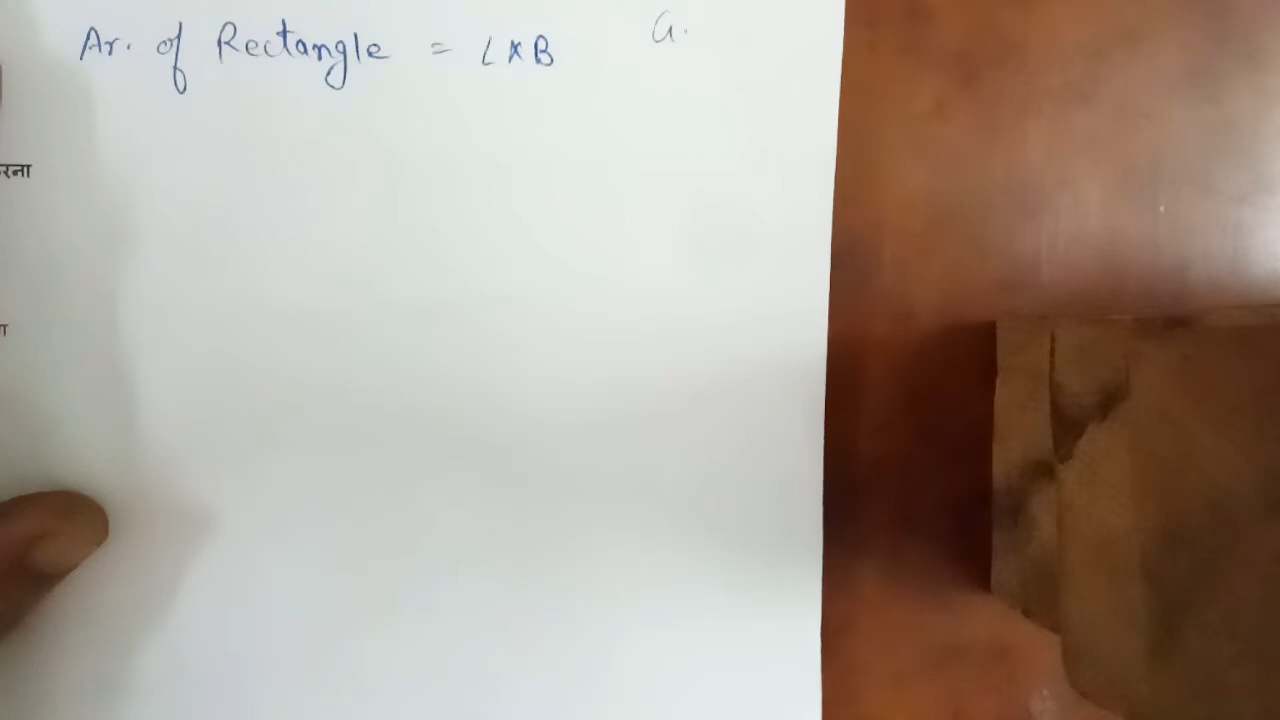 Ar. of Rectangle = L×B
G.